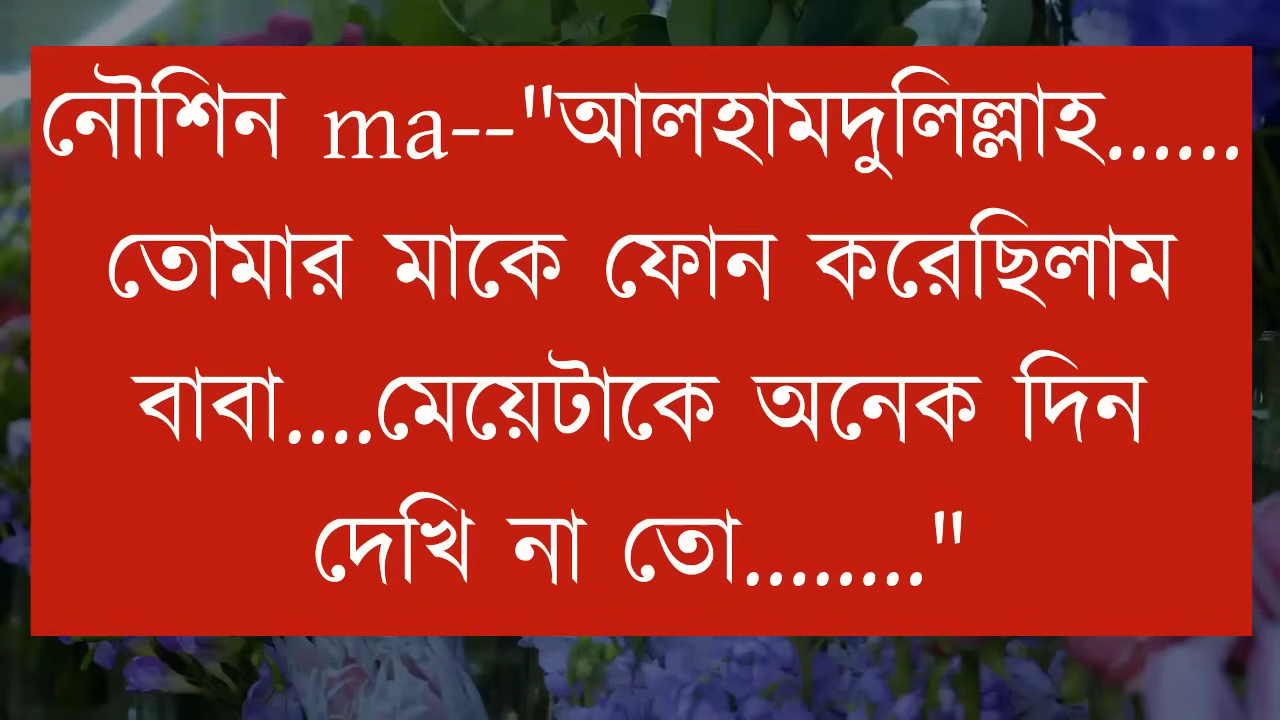 নৌশিন ma--"আলহামদুলিল্লাহ......
তোমার মাকে ফোন করেছিলাম
বাবা....মেয়েটাকে অনেক দিন
দেখি না তো........"